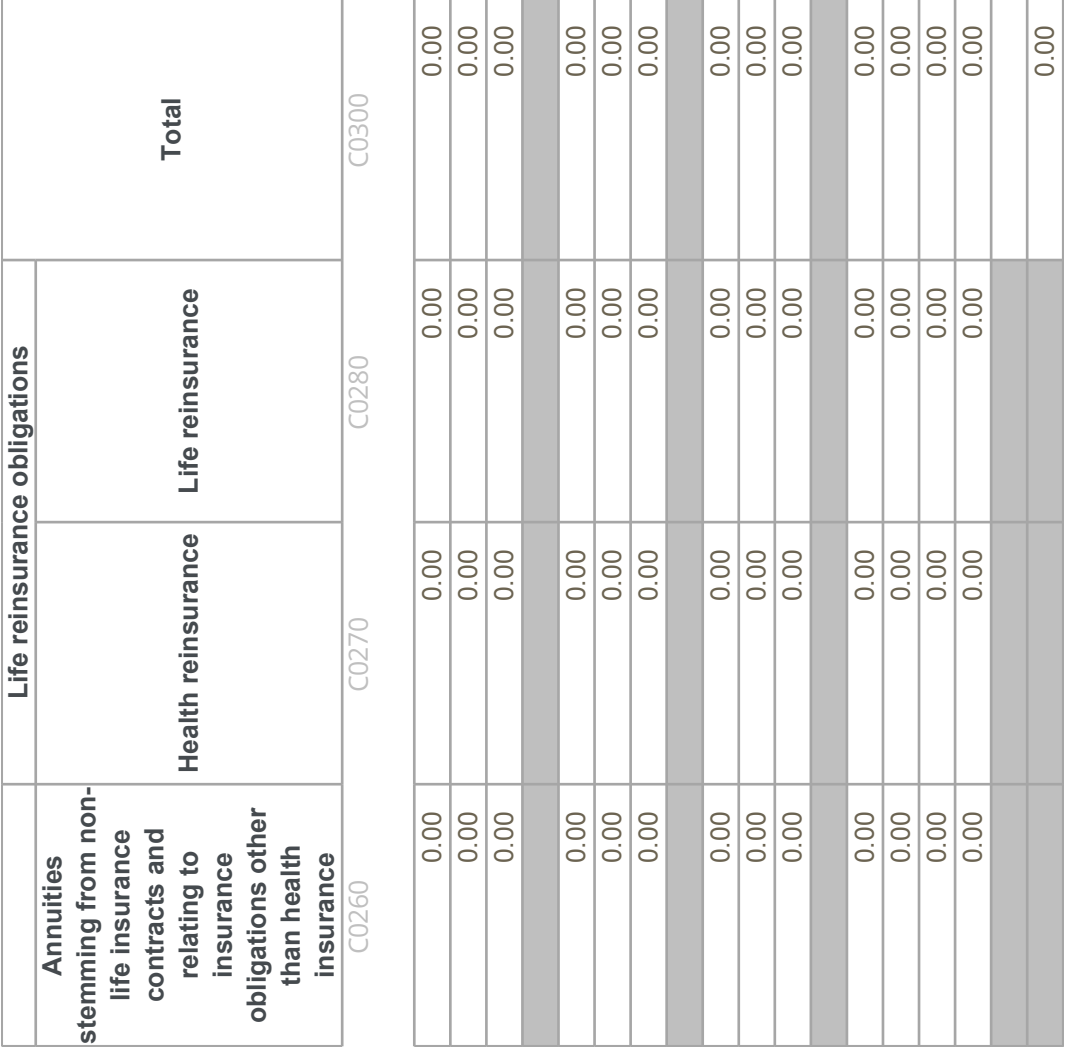 Life reinsurance obligations
Annuities
stemming from non-
life insurance
contracts and
relating to
insurance
obligations other
than health
insurance
Health reinsurance
Life reinsurance
Total
C0260 C0270 C0280 C0300
0.00 0.00 0.00 0.00
0.00 0.00 0.00 0.00
0.00 0.00 0.00 0.00
0.00 0.00 0.00 0.00
0.00 0.00 0.00 0.00
0.00 0.00 0.00 0.00
0.00 0.00 0.00 0.00
0.00 0.00 0.00 0.00
0.00 0.00 0.00 0.00
0.00 0.00 0.00 0.00
0.00 0.00 0.00 0.00
0.00 0.00 0.00 0.00
0.00 0.00 0.00 0.00
0.00